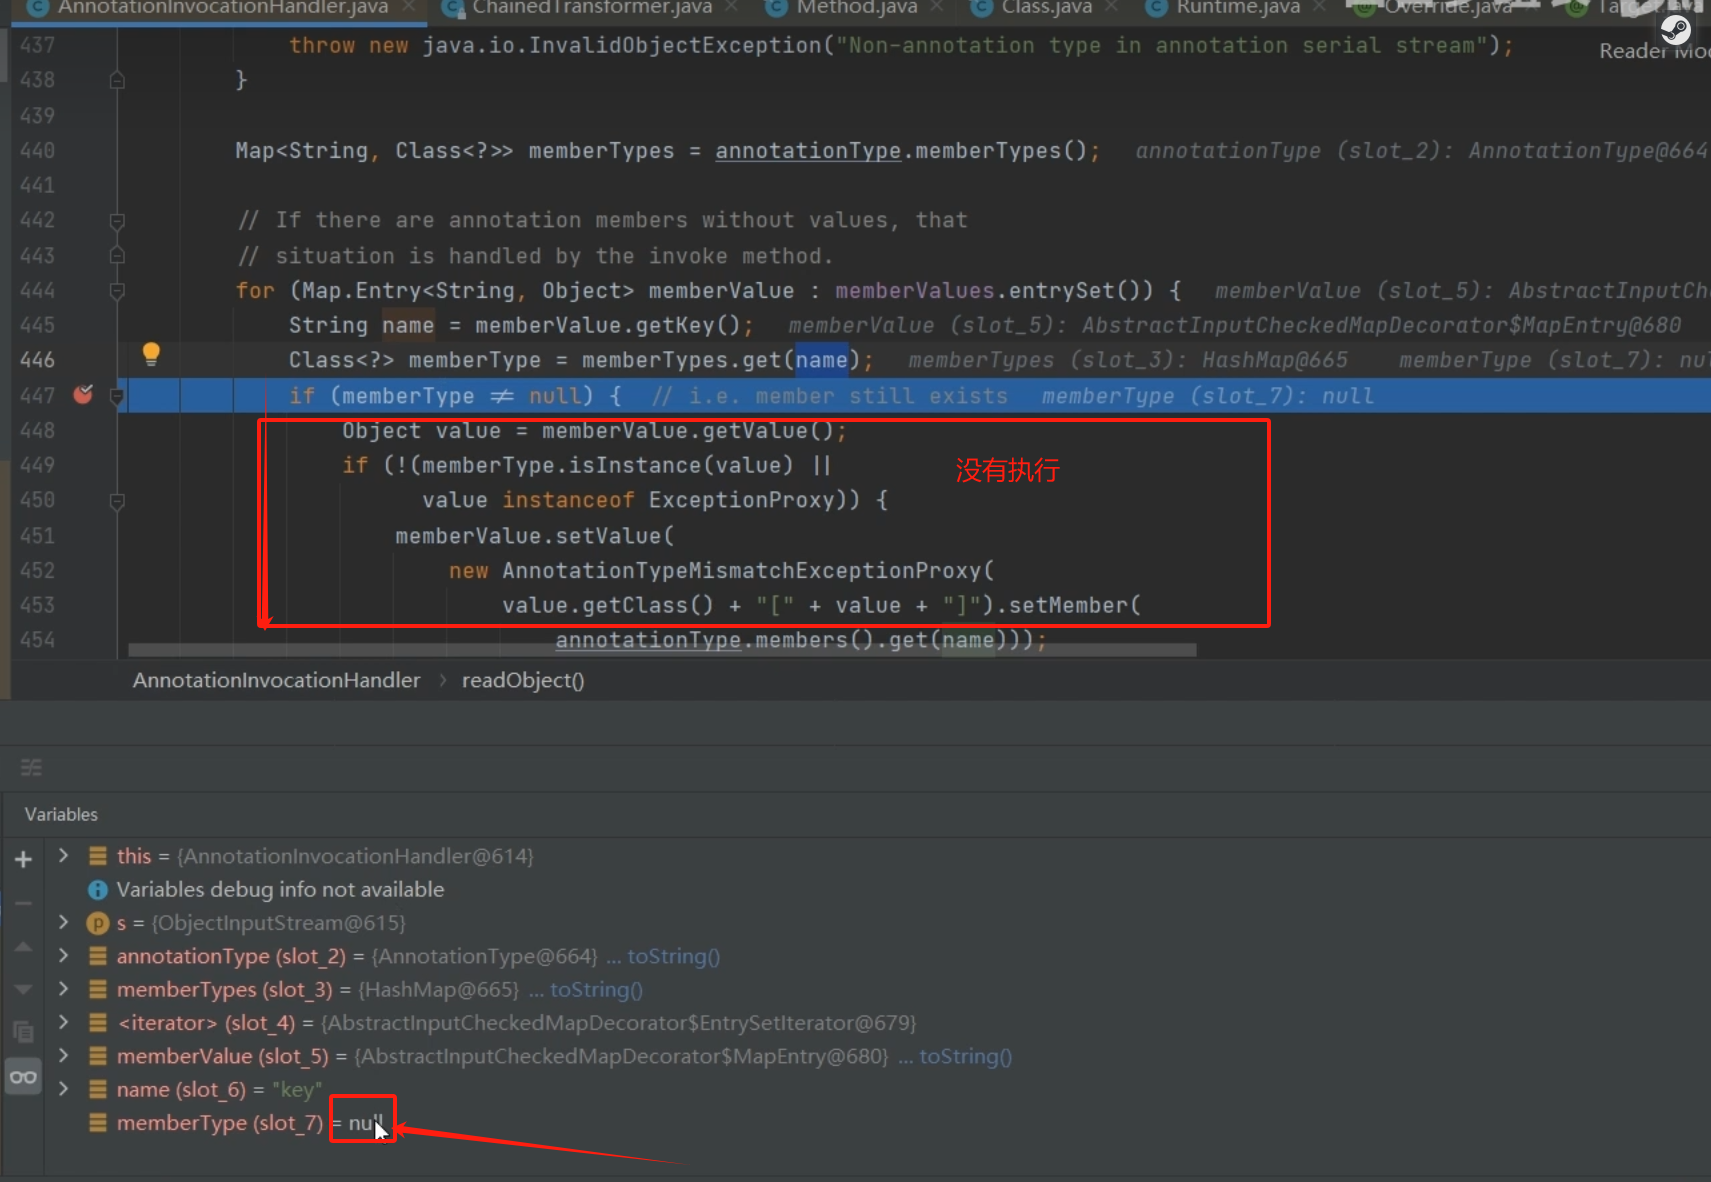 AnnotationInvocationHandler.java ChainedTransformer.java Method.java Class.java Runtime.java Override.java
437 throw new java.io.InvalidObjectException("Non-annotation type in annotation serial stream");
Reader
438 }
439
440 Map<String, Class<?>> memberTypes = annotationType.memberTypes(); annotationType (slot_2): AnnotationType@664
441
442 // If there are annotation members without values, that
443 // situation is handled by the invoke method.
444 for (Map.Entry<String, Object> memberValue : memberValues.entrySet()) { memberValue (slot_5): AbstractInputCh
445 String name = memberValue.getKey(); memberValue (slot_5): AbstractInputCheckedMapDecorator$MapEntry@680
446 Class<?> memberType = memberTypes.get(name); memberTypes (slot_3): HashMap@665 memberType (slot_7): nul
447 if (memberType ≠ null) { // i.e. member still exists memberType (slot_7): null
448 Object value = memberValue.getValue();
449 if (!(memberType.isInstance(value) ||
没有执行
450 value instanceof ExceptionProxy)) {
451 memberValue.setValue(
452 new AnnotationTypeMismatchExceptionProxy(
453 value.getClass() + "[" + value + "]").setMember(
454 annotationType.members().get(name)));
AnnotationInvocationHandler › readObject()
Variables
this = {AnnotationInvocationHandler@614}
Variables debug info not available
s = {ObjectInputStream@615}
annotationType (slot_2) = {AnnotationType@664} ... toString()
memberTypes (slot_3) = {HashMap@665} ... toString()
<iterator> (slot_4) = {AbstractInputCheckedMapDecorator$EntrySetIterator@679}
memberValue (slot_5) = {AbstractInputCheckedMapDecorator$MapEntry@680} ... toString()
name (slot_6) = "key"
memberType (slot_7) = null